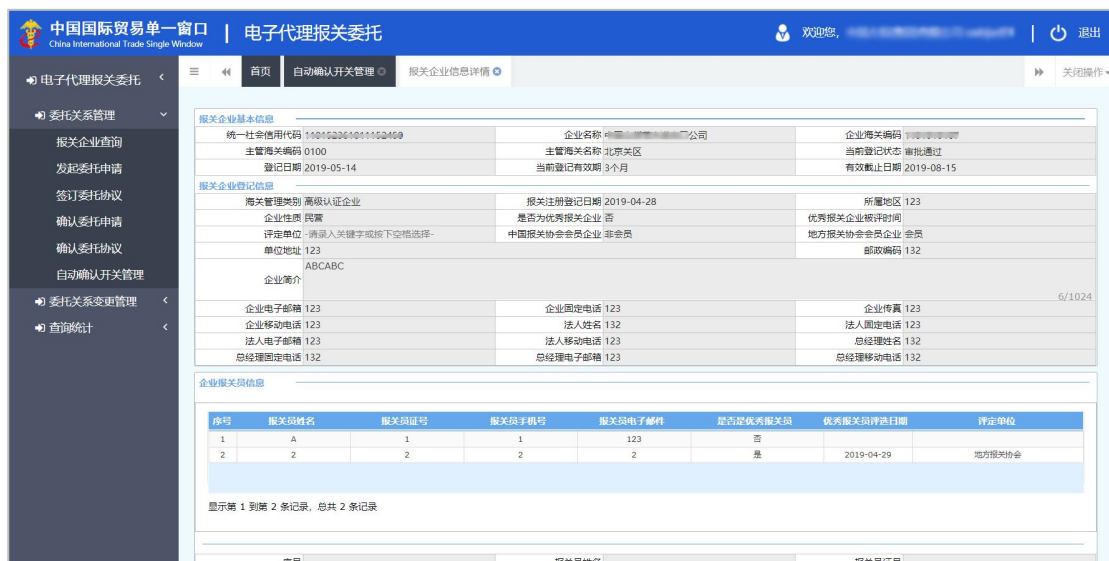 中国国际贸易单一窗口 | 电子代理报关委托 欢迎您, | 退出
China International Trade Single Window
电子代理报关委托 首页 自动确认开关管理 报关企业信息详情 关闭操作
委托关系管理
报关企业查询
发起委托申请
签订委托协议
确认委托申请
确认委托协议
自动确认开关管理
委托关系变更管理
查询统计
报关企业基本信息
统一社会信用代码 企业名称 公司 企业海关编码
主管海关编码 0100 主管海关名称 北京关区 当前登记状态 审批通过
登记日期 2019-05-14 当前登记有效期 3个月 有效截止日期 2019-08-15
报关企业登记信息
海关管理类别 高级认证企业 报关注册登记日期 2019-04-28 所属地区 123
企业性质 民营 是否为优秀报关企业 否 优秀报关企业被评时间
评定单位 -请录入关键字或按下空格选择- 中国报关协会会员企业 非会员 地方报关协会会员企业 会员
单位地址 123 邮政编码 132
企业简介 ABCABC
6/1024
企业电子邮箱 123 企业固定电话 123 企业传真 123
企业移动电话 123 法人姓名 132 法人固定电话 123
法人电子邮箱 123 法人移动电话 123 总经理姓名 132
总经理固定电话 132 总经理电子邮箱 123 总经理移动电话 132
企业报关员信息
序号 报关员姓名 报关员证号 报关员手机号 报关员电子邮件 是否是优秀报关员 优秀报关员评选日期 评定单位
1 A 1 1 123 否
2 2 2 2 2 是 2019-04-29 地方报关协会
显示第 1 到第 2 条记录，总共 2 条记录
序号 报关员姓名 报关员证号